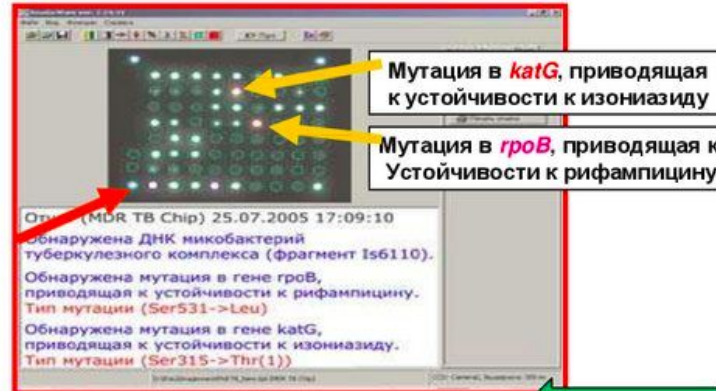 Мутация в katG, приводящая
к устойчивости к изониазиду
Мутация в rpoB, приводящая к
Устойчивости к рифампицину
(MDR TB Chip) 25.07.2005 17:09:10
Обнаружена ДНК микобактерий
туберкулезного комплекса (фрагмент Is6110).
Обнаружена мутация в гене rpoB,
приводящая к устойчивости к рифампицину.
Тип мутации (Ser531->Leu)
Обнаружена мутация в гене katG,
приводящая к устойчивости к изониазиду.
Тип мутации (Ser315->Thr(1))